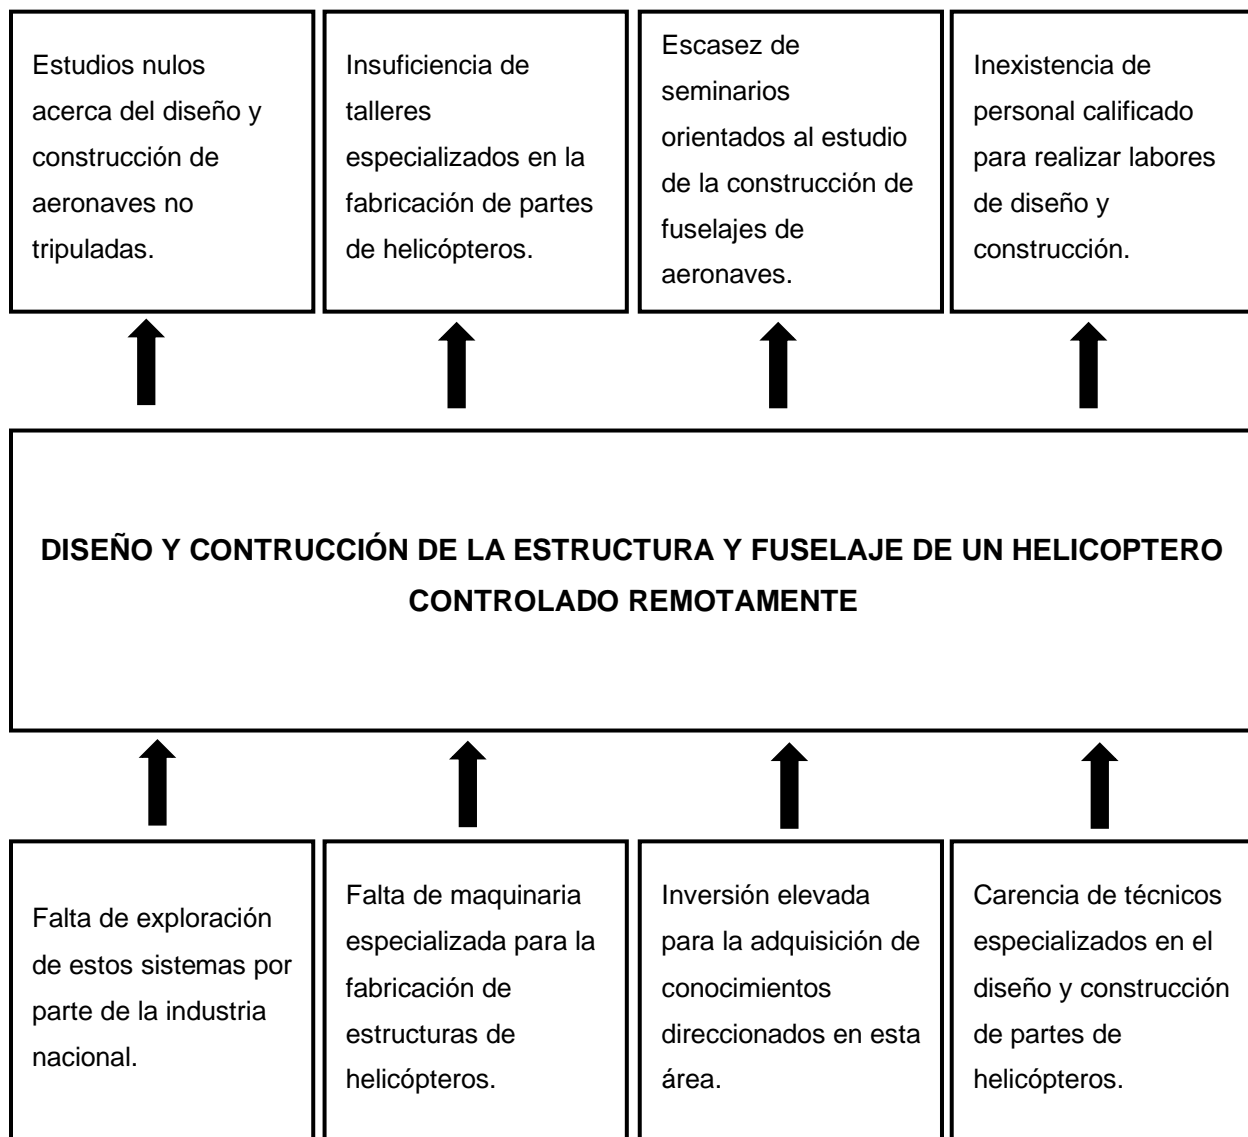 Estudios nulos
acerca del diseño y
construcción de
aeronaves no
tripuladas.
Insuficiencia de
talleres
especializados en la
fabricación de partes
de helicópteros.
Escasez de
seminarios
orientados al estudio
de la construcción de
fuselajes de
aeronaves.
Inexistencia de
personal calificado
para realizar labores
de diseño y
construcción.
DISEÑO Y CONTRUCCIÓN DE LA ESTRUCTURA Y FUSELAJE DE UN HELICOPTERO
CONTROLADO REMOTAMENTE
Falta de exploración
de estos sistemas por
parte de la industria
nacional.
Falta de maquinaria
especializada para la
fabricación de
estructuras de
helicópteros.
Inversión elevada
para la adquisición de
conocimientos
direccionados en esta
área.
Carencia de técnicos
especializados en el
diseño y construcción
de partes de
helicópteros.